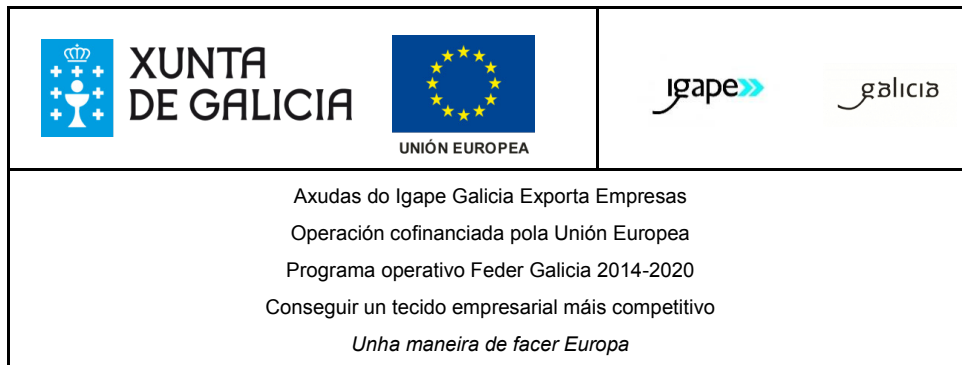 XUNTA
DE GALICIA
UNIÓN EUROPEA
igape
galicia
Axudas do Igape Galicia Exporta Empresas
Operación cofinanciada pola Unión Europea
Programa operativo Feder Galicia 2014-2020
Conseguir un tecido empresarial máis competitivo
Unha maneira de facer Europa